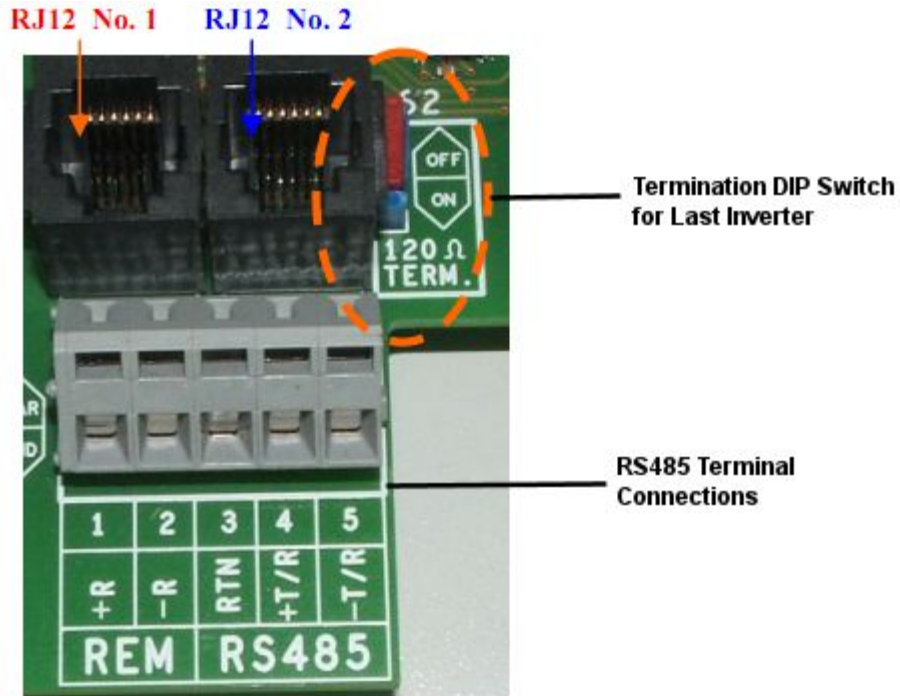 RJ12 No. 1
RJ12 No. 2
S2
OFF
ON
120 Ω
TERM.
Termination DIP Switch
for Last Inverter
RS485 Terminal
Connections
1 2 3 4 5
+R -R RTN +T/R -T/R
REM RS485